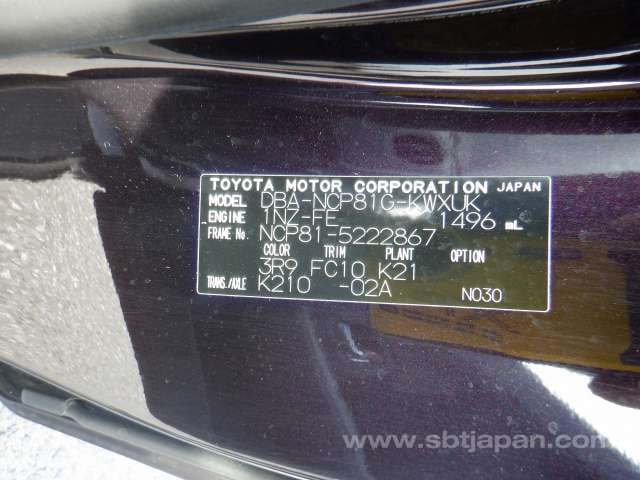 TOYOTA MOTOR CORPORATION JAPAN
MODEL DBA-NCP81G-KWXUK
ENGINE 1NZ-FE 1496 mL
FRAME No. NCP81-5222867
COLOR TRIM PLANT OPTION
3R9 FC10 K21
TRANS./AXLE K210 -02A N030
www.sbtjapan.com